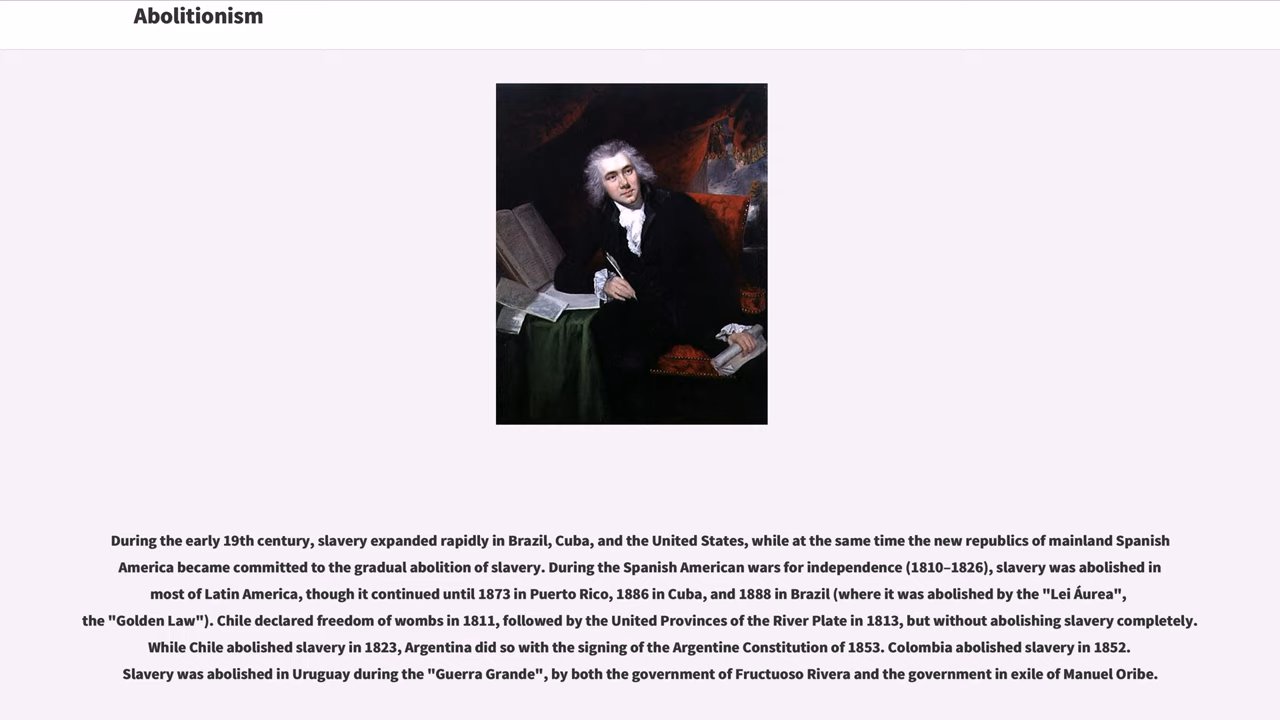 Abolitionism
During the early 19th century, slavery expanded rapidly in Brazil, Cuba, and the United States, while at the same time the new republics of mainland Spanish
America became committed to the gradual abolition of slavery. During the Spanish American wars for independence (1810–1826), slavery was abolished in
most of Latin America, though it continued until 1873 in Puerto Rico, 1886 in Cuba, and 1888 in Brazil (where it was abolished by the "Lei Áurea",
the "Golden Law"). Chile declared freedom of wombs in 1811, followed by the United Provinces of the River Plate in 1813, but without abolishing slavery completely.
While Chile abolished slavery in 1823, Argentina did so with the signing of the Argentine Constitution of 1853. Colombia abolished slavery in 1852.
Slavery was abolished in Uruguay during the "Guerra Grande", by both the government of Fructuoso Rivera and the government in exile of Manuel Oribe.